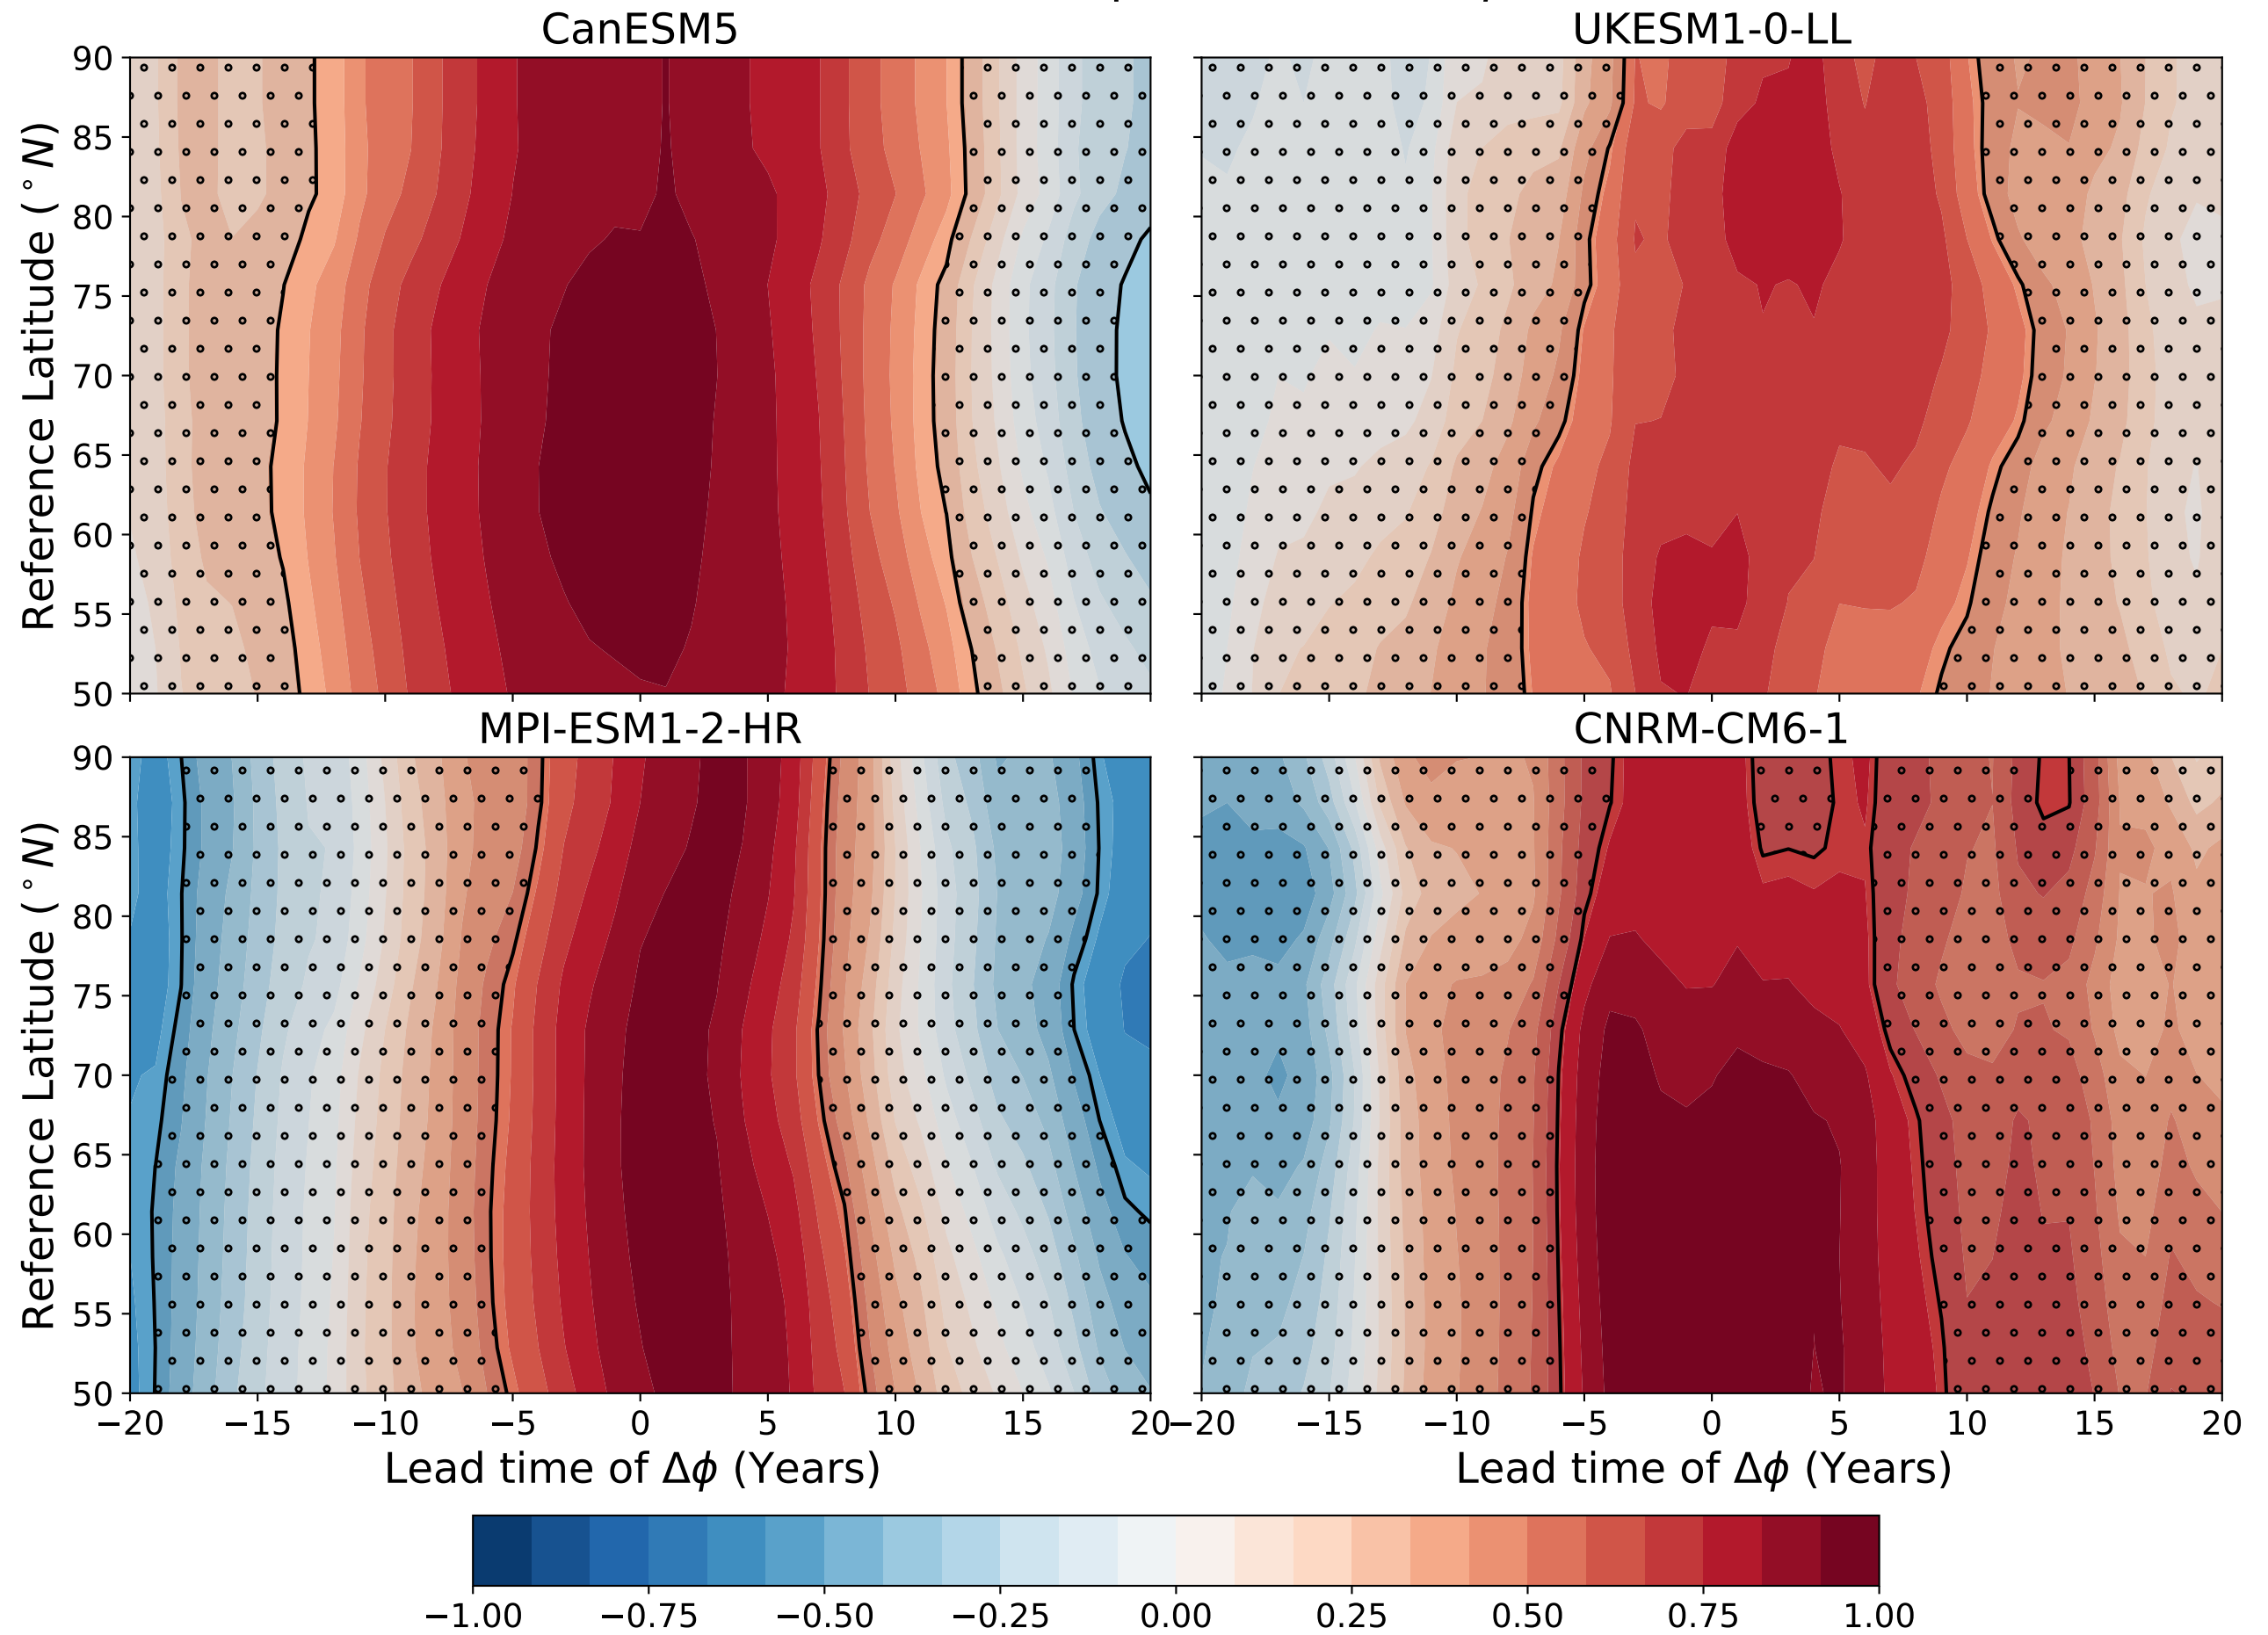 CanESM5
UKESM1-0-LL
90
85
80
75
70
65
60
55
50
Reference Latitude (° N)
MPI-ESM1-2-HR
CNRM-CM6-1
90
85
80
75
70
65
60
55
50
Reference Latitude (° N)
−20 −15 −10 −5 0 5 10 15 20
−20 −15 −10 −5 0 5 10 15 20
Lead time of Δϕ (Years)
Lead time of Δϕ (Years)
−1.00 −0.75 −0.50 −0.25 0.00 0.25 0.50 0.75 1.00